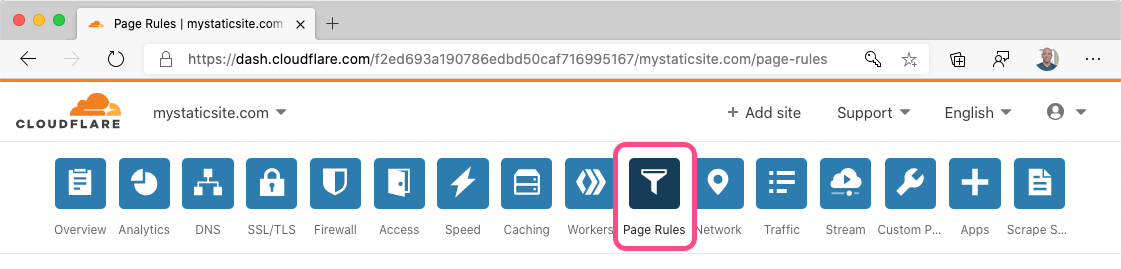 Page Rules | mystaticsite.com
https://dash.cloudflare.com/f2ed693a190786edbd50caf716995167/mystaticsite.com/page-rules
CLOUDFLARE
mystaticsite.com
+ Add site
Support
English
Overview
Analytics
DNS
SSL/TLS
Firewall
Access
Speed
Caching
Workers
Page Rules
Network
Traffic
Stream
Custom P...
Apps
Scrape S...